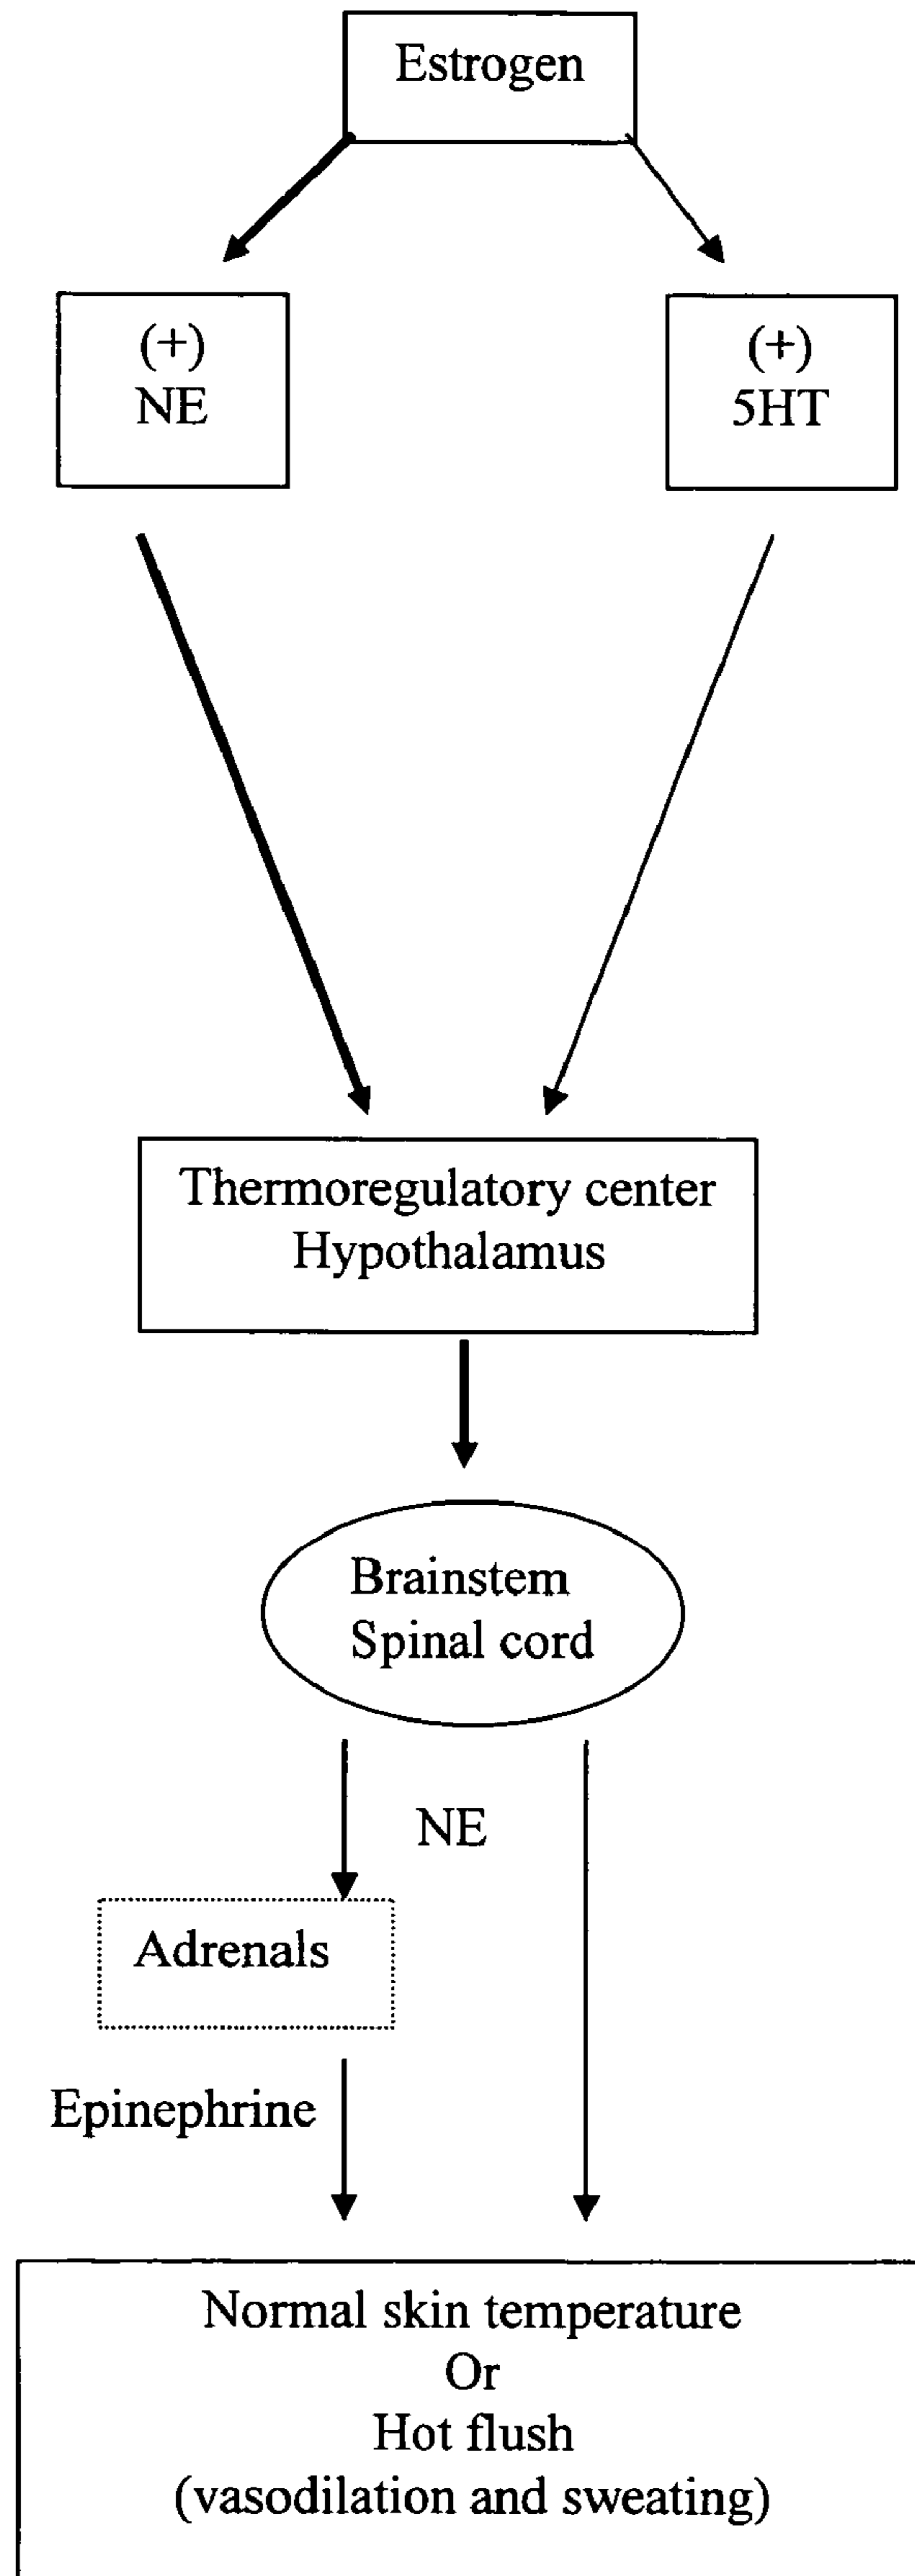 Estrogen
(+)
NE
(+)
5HT
Thermoregulatory center
Hypothalamus
Brainstem
Spinal cord
NE
Adrenals
Epinephrine
Normal skin temperature
Or
Hot flush
(vasodilation and sweating)